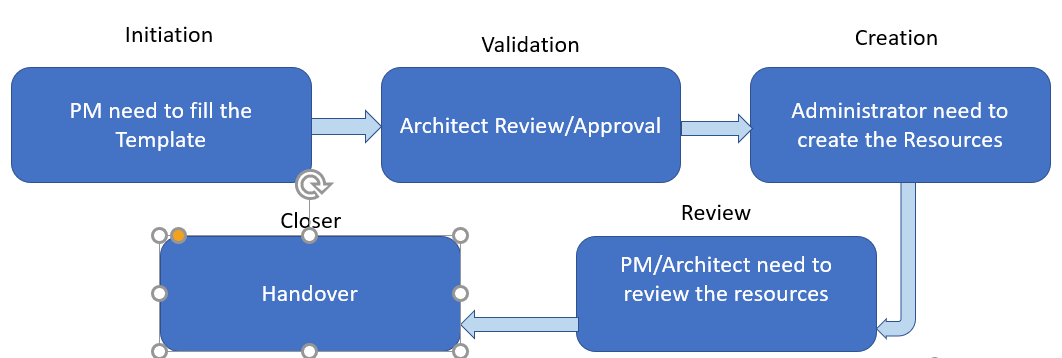 Initiation
Validation
Creation
PM need to fill the
Template
Architect Review/Approval
Administrator need to
create the Resources
Closer
Review
Handover
PM/Architect need to
review the resources